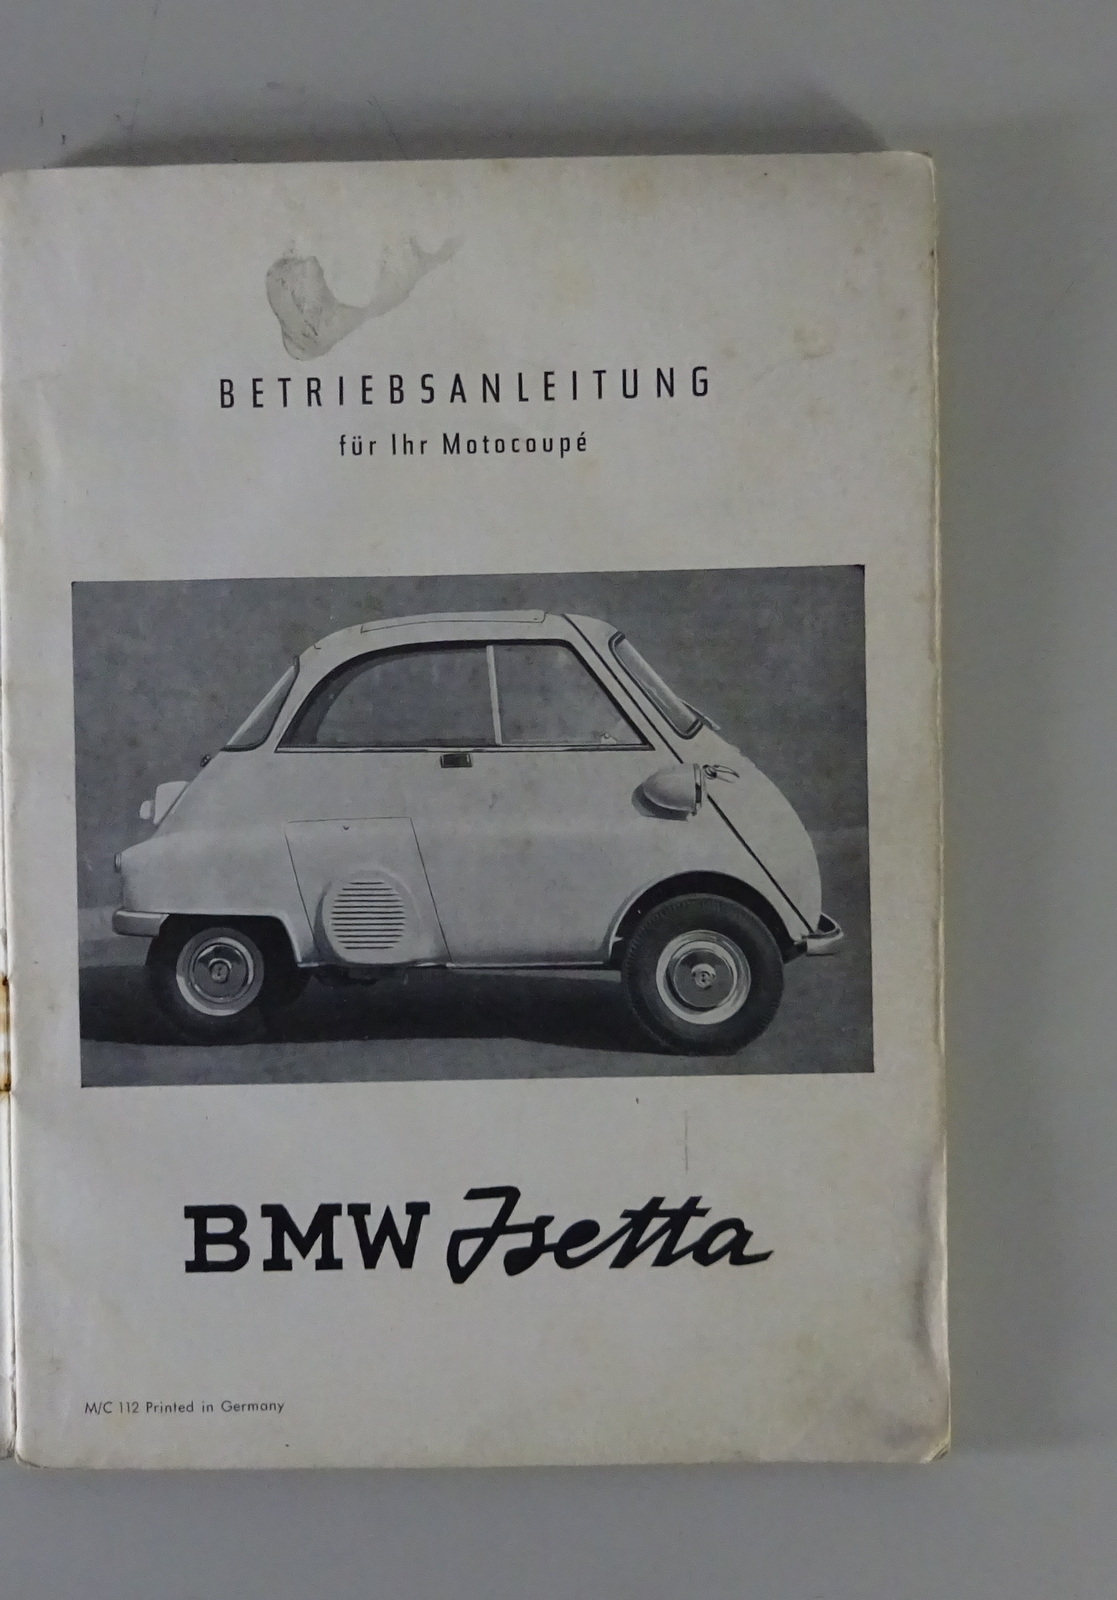 BETRIEBSANLEITUNG
für Ihr Motocoupé
BMW Isetta
M/C 112 Printed in Germany